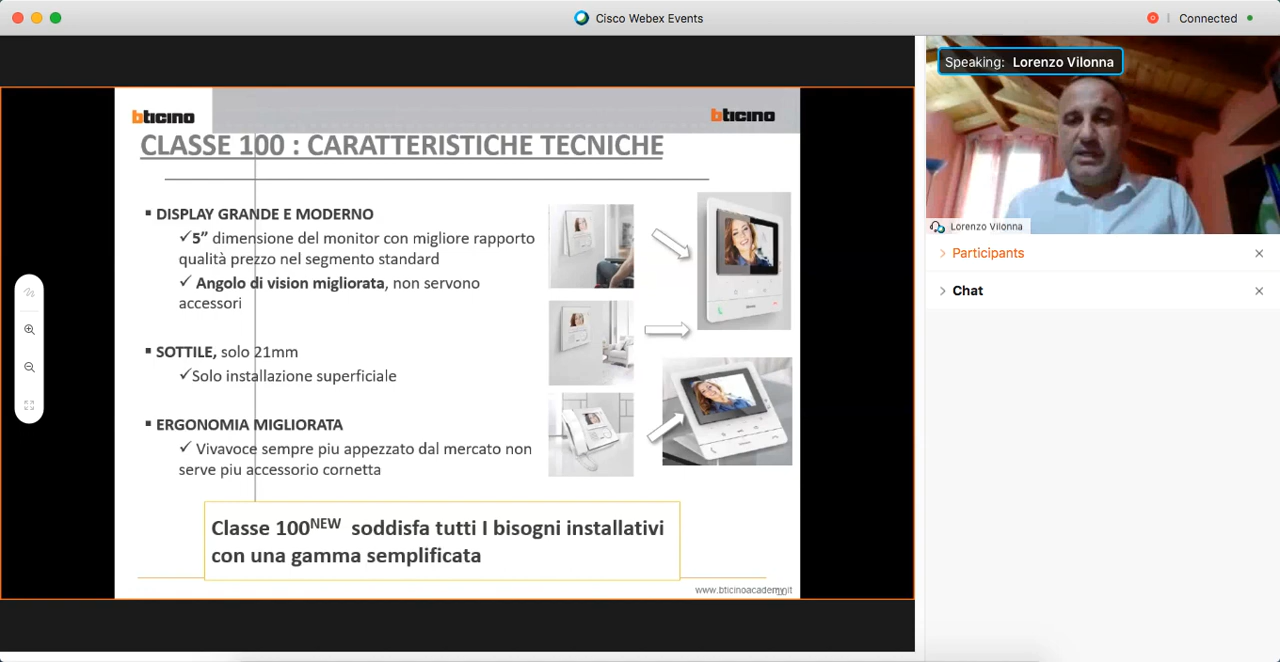 Cisco Webex Events
Connected
Speaking: Lorenzo Vilonna
Lorenzo Vilonna
Participants
Chat
bticino
bticino
CLASSE 100 : CARATTERISTICHE TECNICHE
▪ DISPLAY GRANDE E MODERNO
✓5” dimensione del monitor con migliore rapporto
qualità prezzo nel segmento standard
✓ Angolo di vision migliorata, non servono
accessori
▪ SOTTILE, solo 21mm
✓Solo installazione superficiale
▪ ERGONOMIA MIGLIORATA
✓ Vivavoce sempre piu appezzato dal mercato non
serve piu accessorio cornetta
Classe 100NEW soddisfa tutti I bisogni installativi
con una gamma semplificata
www.bticinoacademy.it